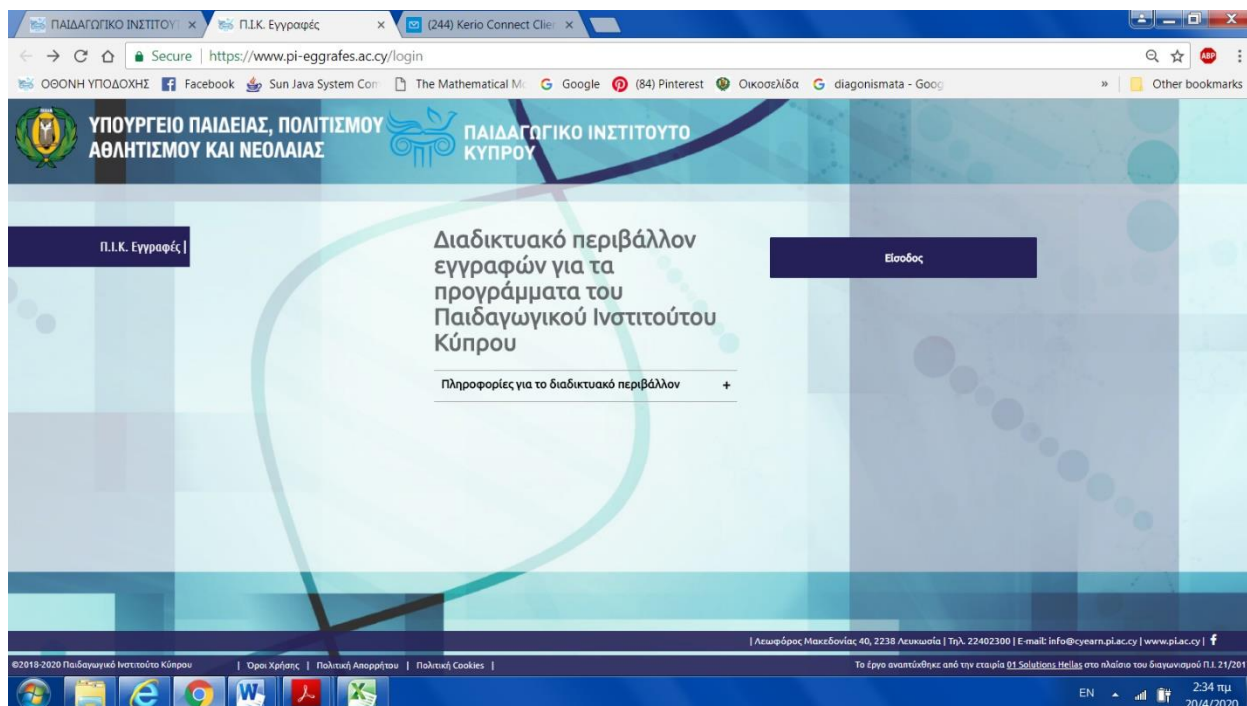 ΠΑΙΔΑΓΩΓΙΚΟ ΙΝΣΤΙΤΟΥΤ
Π.Ι.Κ. Εγγραφές
(244) Kerio Connect Clie
Secure | https://www.pi-eggrafes.ac.cy/login
ABP
ΟΘΟΝΗ ΥΠΟΔΟΧΗΣ Facebook Sun Java System Com The Mathematical Mo Google (84) Pinterest Οικοσελίδα diagonismata - Goog » Other bookmarks
ΥΠΟΥΡΓΕΙΟ ΠΑΙΔΕΙΑΣ, ΠΟΛΙΤΙΣΜΟΥ
ΑΘΛΗΤΙΣΜΟΥ ΚΑΙ ΝΕΟΛΑΙΑΣ
ΠΑΙΔΑΓΩΓΙΚΟ ΙΝΣΤΙΤΟΥΤΟ
ΚΥΠΡΟΥ
Π.Ι.Κ. Εγγραφές |
Διαδικτυακό περιβάλλον
εγγραφών για τα
προγράμματα του
Παιδαγωγικού Ινστιτούτου
Κύπρου
Πληροφορίες για το διαδικτυακό περιβάλλον +
Είσοδος
| Λεωφόρος Μακεδονίας 40, 2238 Λευκωσία | Τηλ. 22402300 | E-mail: info@cyearn.pi.ac.cy | www.pi.ac.cy |
©2018-2020 Παιδαγωγικό Ινστιτούτο Κύπρου | Όροι Χρήσης | Πολιτική Απορρήτου | Πολιτική Cookies |
Το έργο αναπτύχθηκε από την εταιρία 01 Solutions Hellas στο πλαίσιο του διαγωνισμού Π.Ι. 21/201
EN
2:34 πμ
20/4/2020